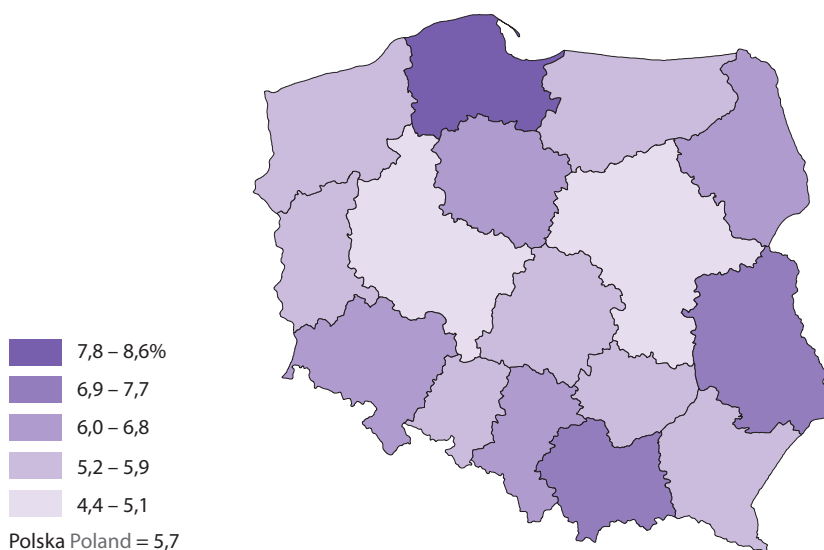 7,8 – 8,6%
6,9 – 7,7
6,0 – 6,8
5,2 – 5,9
4,4 – 5,1
Polska Poland = 5,7